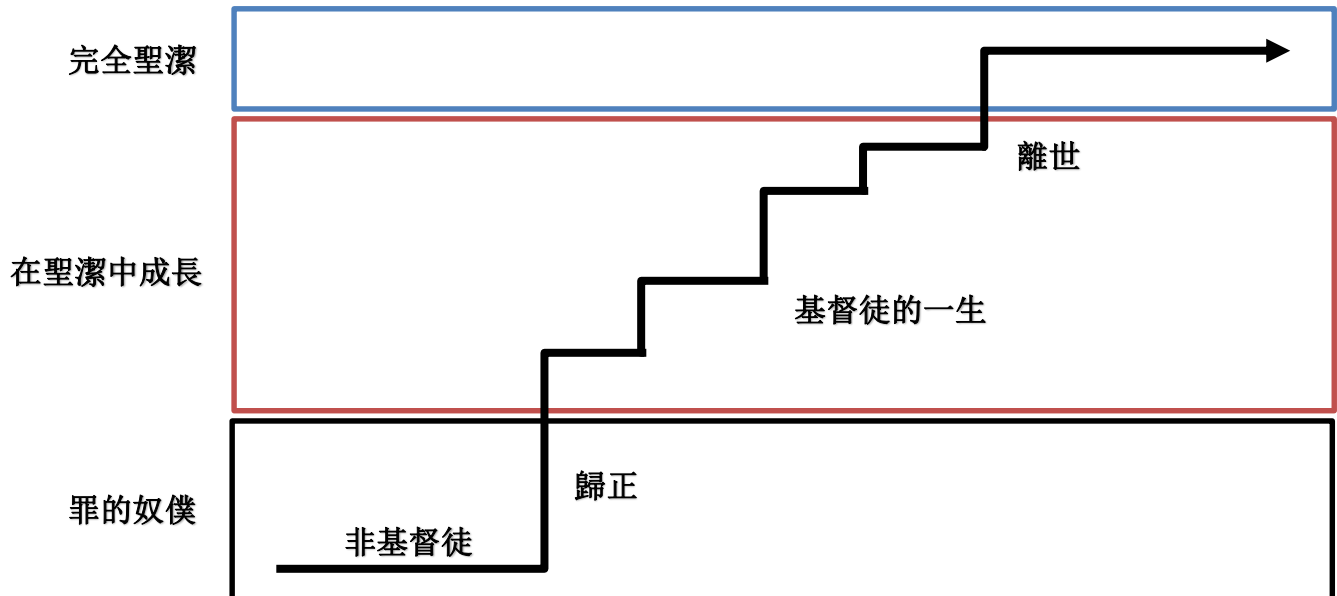 完全聖潔
離世
在聖潔中成長
基督徒的一生
歸正
罪的奴僕
非基督徒